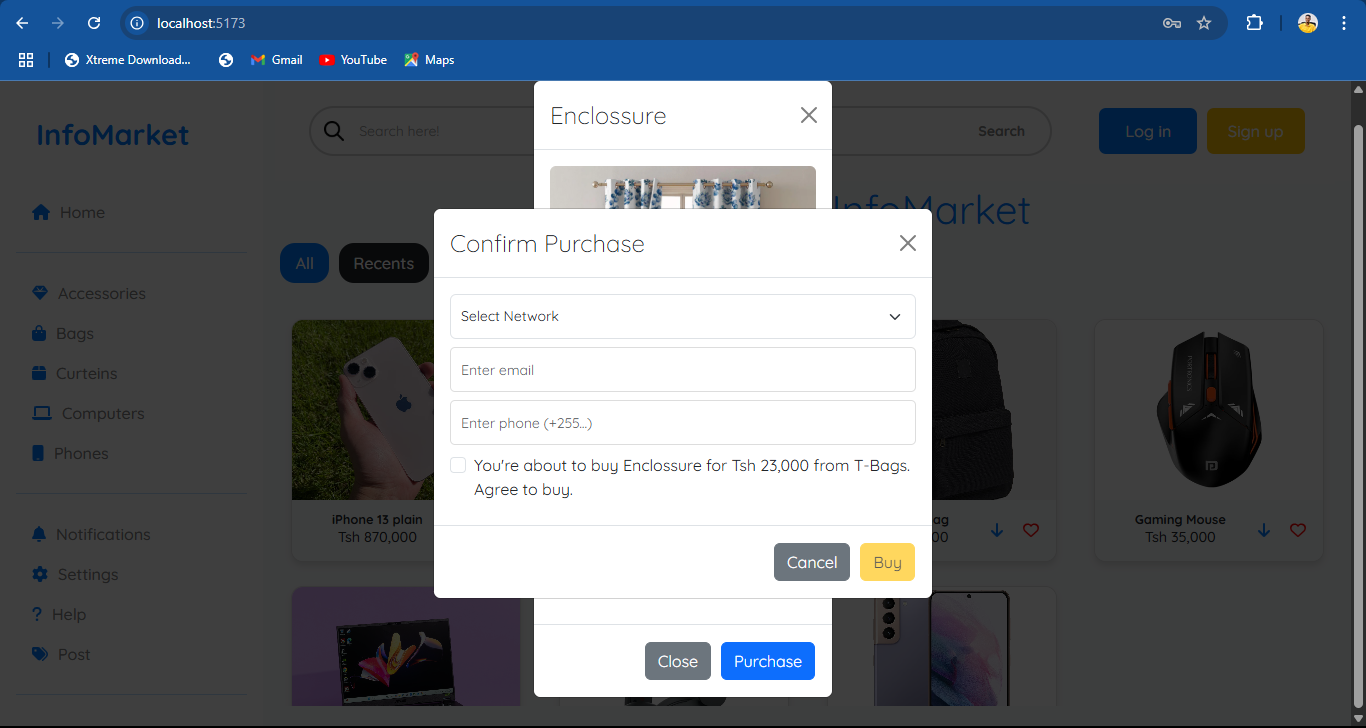 localhost:5173
Xtreme Download... Gmail YouTube Maps
InfoMarket
Search here!
Search
Log In
Sign up
Home
Accessories
Bags
Curteins
Computers
Phones
Notifications
Settings
Help
Post
InfoMarket
All
Recents
iPhone 13 plain
Tsh 870,000
ag
00
Gaming Mouse
Tsh 35,000
Enclossure
Confirm Purchase
Select Network
Enter email
Enter phone (+255...)
You're about to buy Enclossure for Tsh 23,000 from T-Bags.
Agree to buy.
Cancel
Buy
Close
Purchase